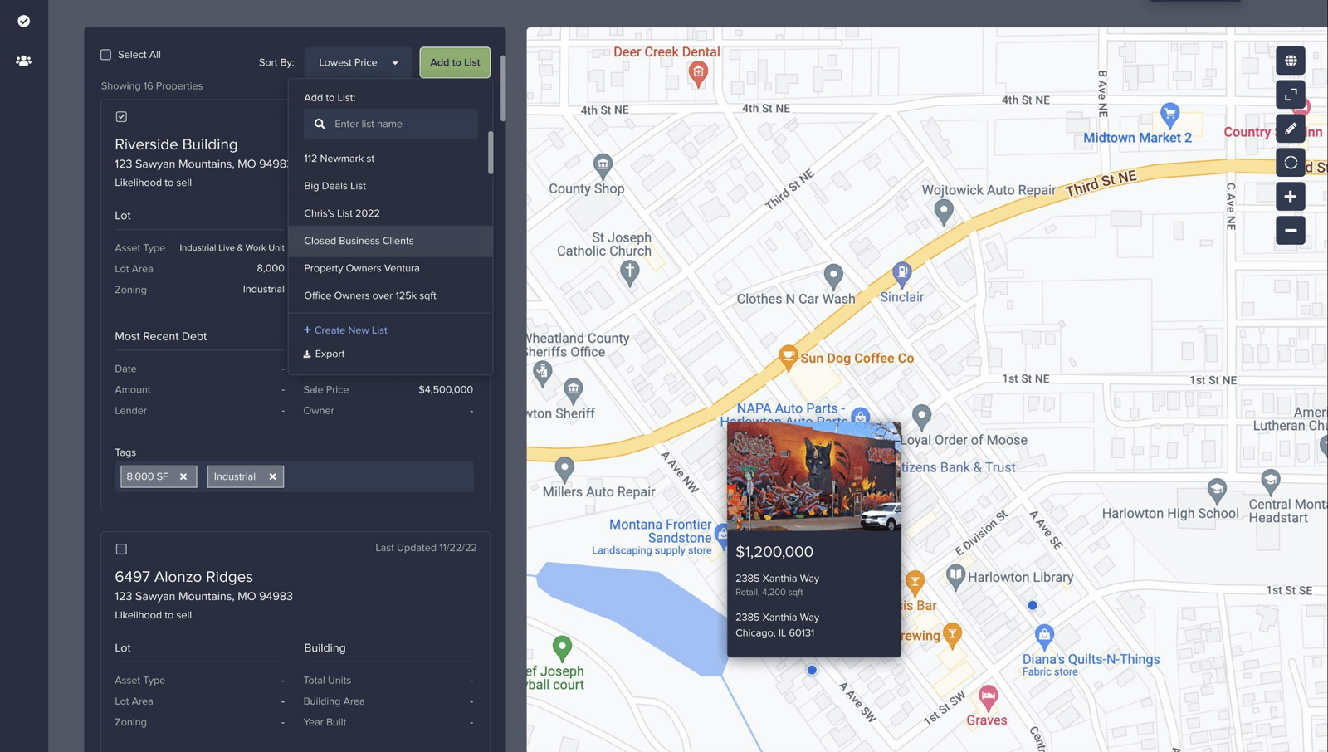 Select All
Sort By:
Lowest Price
Add to List
Showing 16 Properties
Add to List:
Enter list name
112 Newmark st
Big Deals List
Chris's List 2022
Closed Business Clients
Property Owners Ventura
Office Owners over 125k sqft
+ Create New List
Export
Riverside Building
123 Sawyan Mountains, MO 9498
Likelihood to sell
Lot
Asset Type Industrial Live & Work Unit
Lot Area 8,000
Zoning Industrial
Most Recent Debt
Date -
Amount - Sale Price $4,500,000
Lender - Owner -
Tags
8,000 SF ×
Industrial ×
Last Updated 11/22/22
6497 Alonzo Ridges
123 Sawyan Mountains, MO 94983
Likelihood to sell
Lot Building
Asset Type - Total Units -
Lot Area - Building Area -
Zoning - Year Built -
Deer Creek Dental
4th St NE
4th St NE
4th St NE
B Ave NE
Midtown Market 2
Country
nn
County Shop
Third St NE
Wojtowick Auto Repair
Third St NE
d St
C Ave NE
St Joseph
Catholic Church
Clothes N Car Wash
Sinclair
Wheatland County
Sheriffs Office
Sun Dog Coffee Co
1st St NE
1st St NE
wton Sheriff
NAPA Auto Parts -
Harlowton Auto Parts
Loyal Order of Moose
Amer
Lutheran Chu
tizens Bank & Trust
A Ave NW
Millers Auto Repair
Harlowton High School
Central Monta
Headstart
Montana Frontier
Sandstone
Landscaping supply store
E Division St
A Ave SE
$1,200,000
2385 Xanthia Way
Retail, 4,200 sqft
2385 Xanthia Way
Chicago, IL 60131
Harlowton Library
1st St SE
is Bar
rewing
Diana's Quilts-N-Things
Fabric store
ef Joseph
yball court
A Ave SW
1st St SW
Graves
Centr